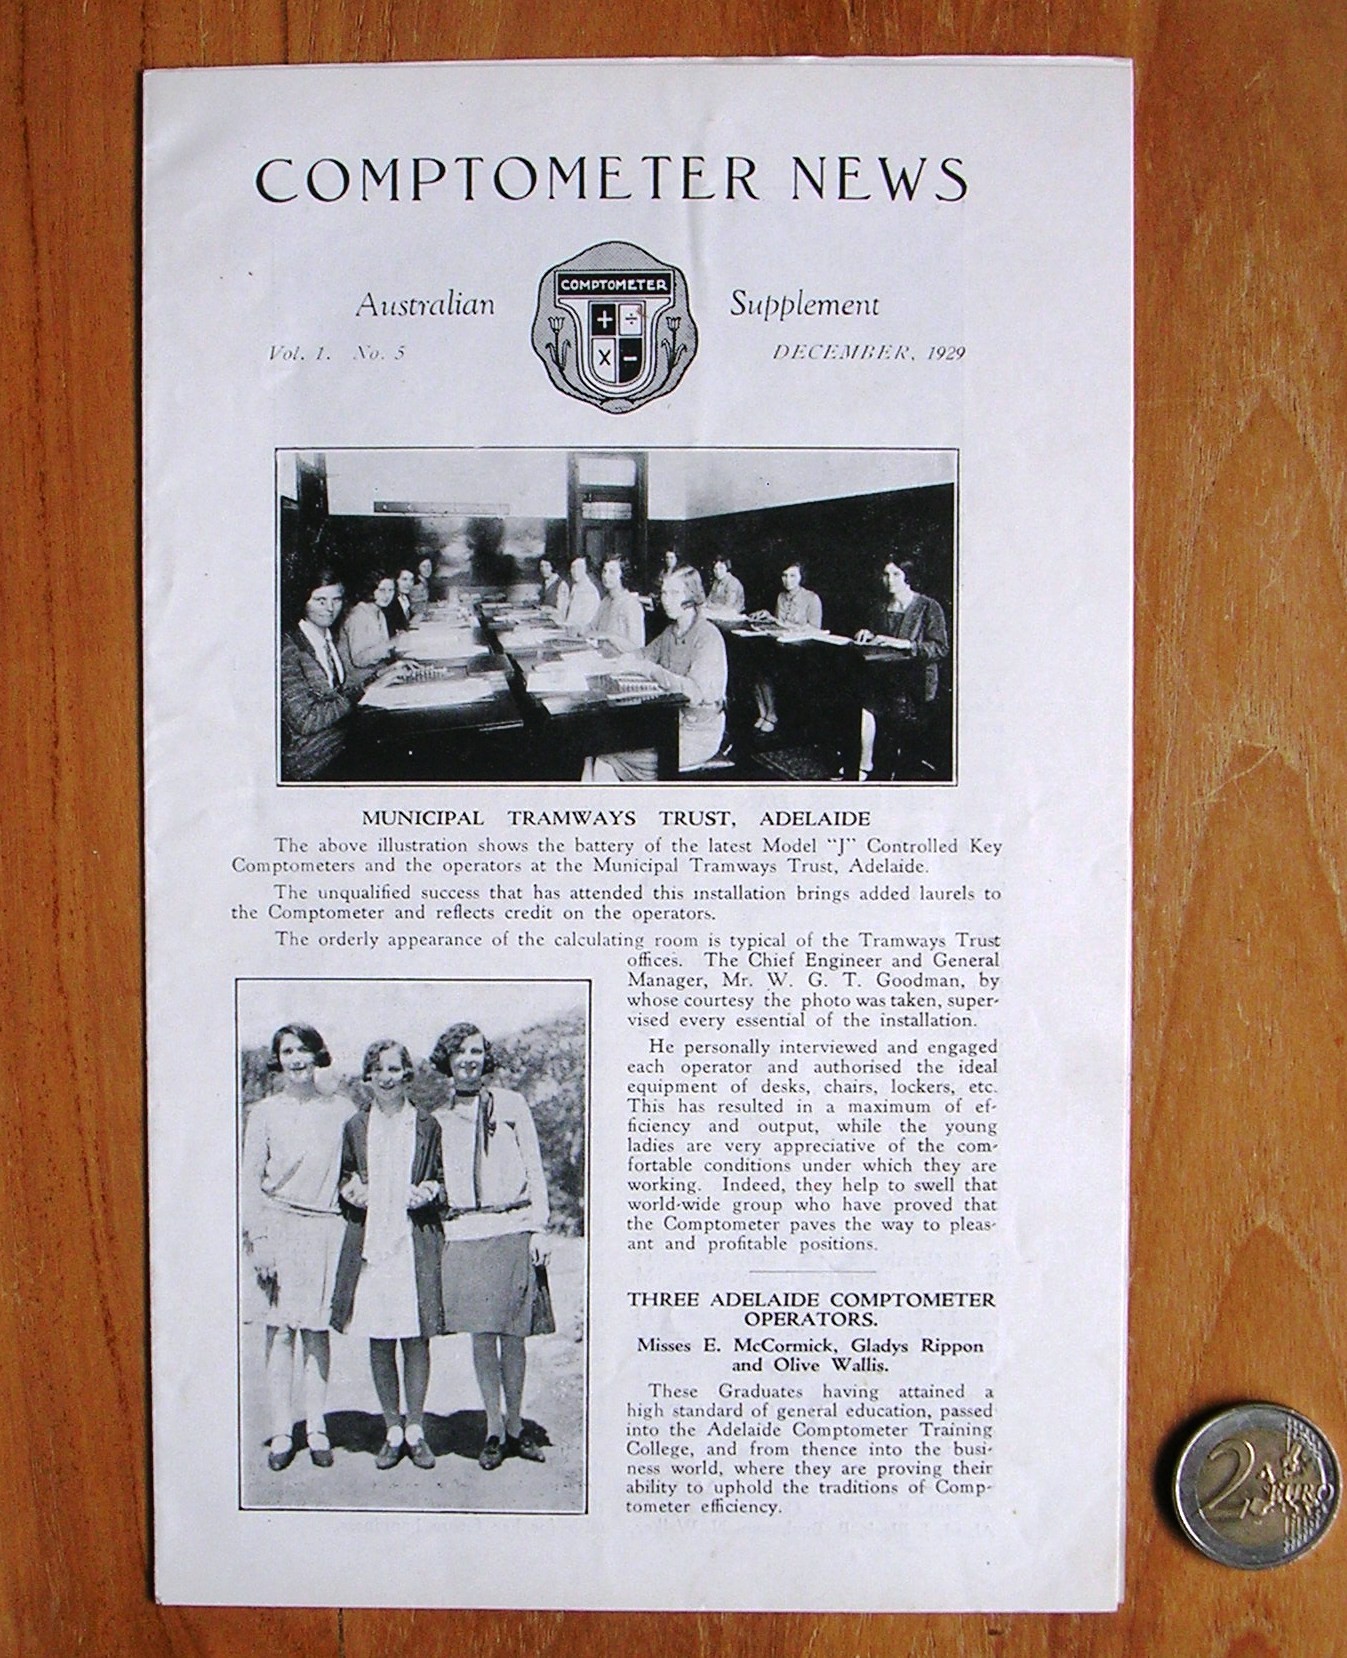 COMPTOMETER NEWS
COMPTOMETER
Australian Supplement
+ ÷
x −
Vol. 1. No. 5 DECEMBER, 1929
MUNICIPAL TRAMWAYS TRUST, ADELAIDE
The above illustration shows the battery of the latest Model "J" Controlled Key
Comptometers and the operators at the Municipal Tramways Trust, Adelaide.
The unqualified success that has attended this installation brings added laurels to
the Comptometer and reflects credit on the operators.
The orderly appearance of the calculating room is typical of the Tramways Trust
offices. The Chief Engineer and General
Manager, Mr. W. G. T. Goodman, by
whose courtesy the photo was taken, super-
vised every essential of the installation.
He personally interviewed and engaged
each operator and authorised the ideal
equipment of desks, chairs, lockers, etc.
This has resulted in a maximum of ef-
ficiency and output, while the young
ladies are very appreciative of the com-
fortable conditions under which they are
working. Indeed, they help to swell that
world-wide group who have proved that
the Comptometer paves the way to pleas-
ant and profitable positions.
THREE ADELAIDE COMPTOMETER
OPERATORS.
Misses E. McCormick, Gladys Rippon
and Olive Wallis.
These Graduates having attained a
high standard of general education, passed
into the Adelaide Comptometer Training
College, and from thence into the busi-
ness world, where they are proving their
ability to uphold the traditions of Comp-
tometer efficiency.
2 EURO